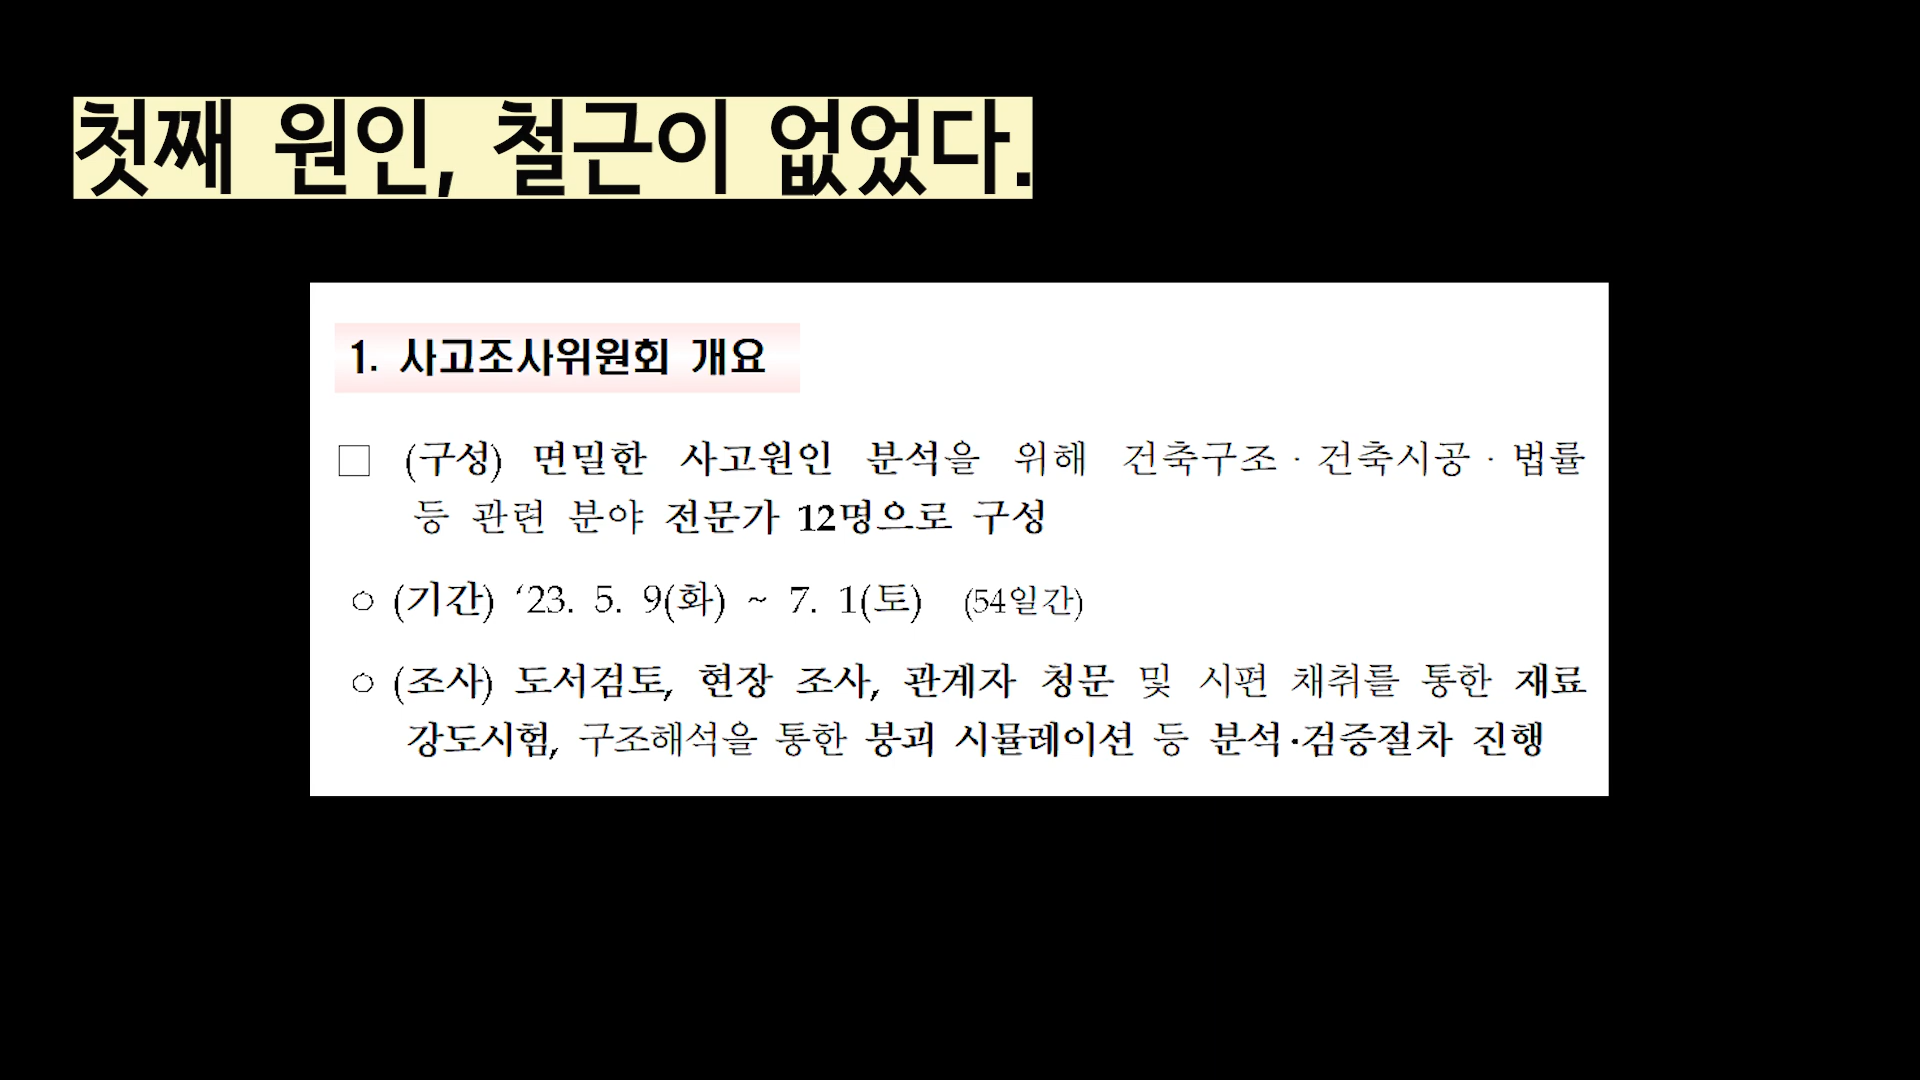 첫째 원인, 철근이 없었다.
1. 사고조사위원회 개요
□ (구성) 면밀한 사고원인 분석을 위해 건축구조·건축시공·법률
등 관련 분야 전문가 12명으로 구성
○ (기간) ‘23. 5. 9(화) ~ 7. 1(토) (54일간)
○ (조사) 도서검토, 현장 조사, 관계자 청문 및 시편 채취를 통한 재료
강도시험, 구조해석을 통한 붕괴 시뮬레이션 등 분석·검증절차 진행